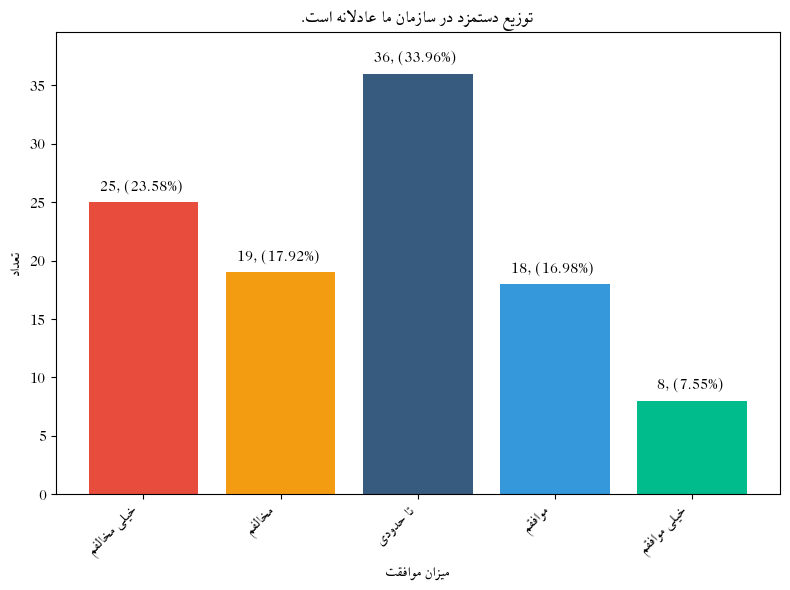 توزیع دستمزد در سازمان ما عادلانه است.
تعداد
35
30
25
20
15
10
5
0
25, (23.58%)
19, (17.92%)
36, (33.96%)
18, (16.98%)
8, (7.55%)
خیلی مخالفم
مخالفم
تا حدودی
موافقم
خیلی موافقم
میزان موافقت